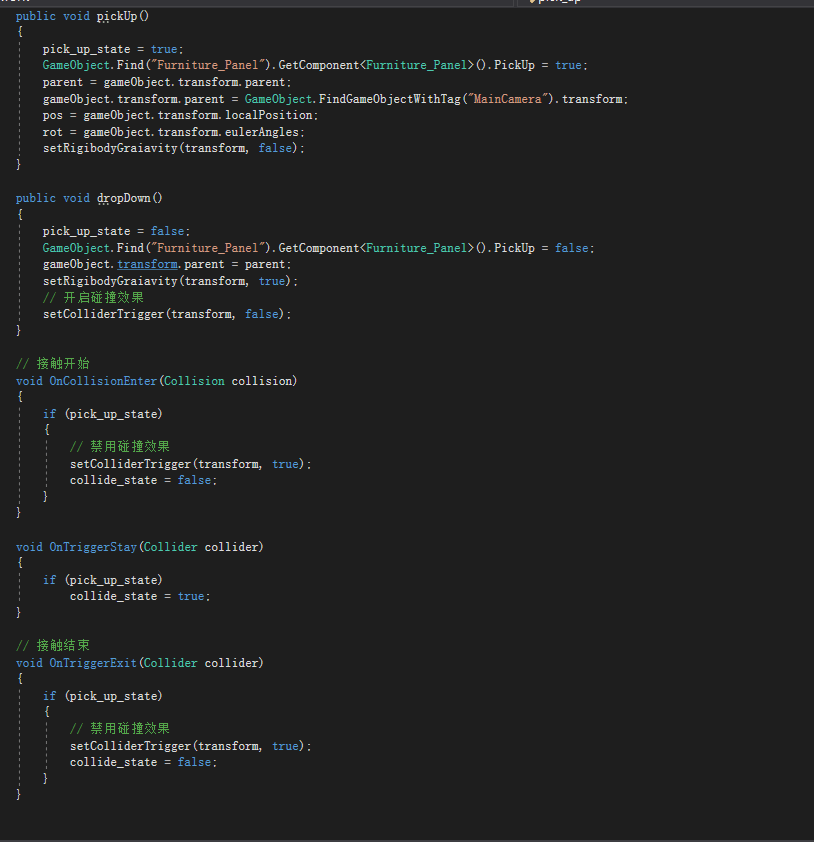 public void pickUp()
{
pick_up_state = true;
GameObject.Find("Furniture_Panel").GetComponent<Furniture_Panel>().PickUp = true;
parent = gameObject.transform.parent;
gameObject.transform.parent = GameObject.FindGameObjectWithTag("MainCamera").transform;
pos = gameObject.transform.localPosition;
rot = gameObject.transform.eulerAngles;
setRigibodyGraiavity(transform, false);
}
public void dropDown()
{
pick_up_state = false;
GameObject.Find("Furniture_Panel").GetComponent<Furniture_Panel>().PickUp = false;
gameObject.transform.parent = parent;
setRigibodyGraiavity(transform, true);
// 开启碰撞效果
setColliderTrigger(transform, false);
}
// 接触开始
void OnCollisionEnter(Collision collision)
{
if (pick_up_state)
{
// 禁用碰撞效果
setColliderTrigger(transform, true);
collide_state = false;
}
}
void OnTriggerStay(Collider collider)
{
if (pick_up_state)
collide_state = true;
}
// 接触结束
void OnTriggerExit(Collider collider)
{
if (pick_up_state)
{
// 禁用碰撞效果
setColliderTrigger(transform, true);
collide_state = false;
}
}